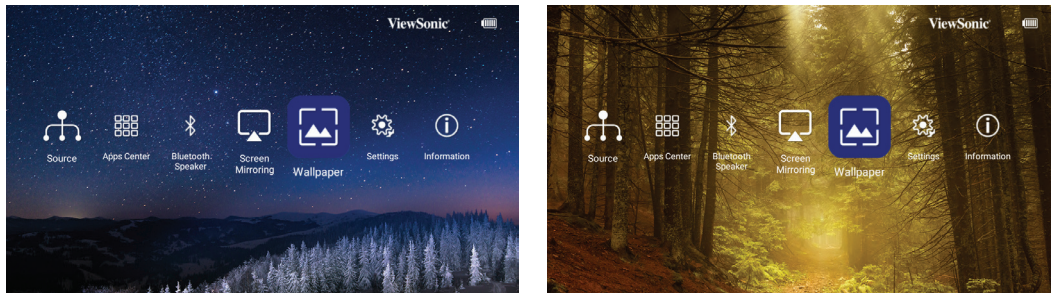 ViewSonic
Source
Apps Center
Bluetooth
Speaker
Screen
Mirroring
Wallpaper
Settings
Information
ViewSonic
Source
Apps Center
Bluetooth
Speaker
Screen
Mirroring
Wallpaper
Settings
Information